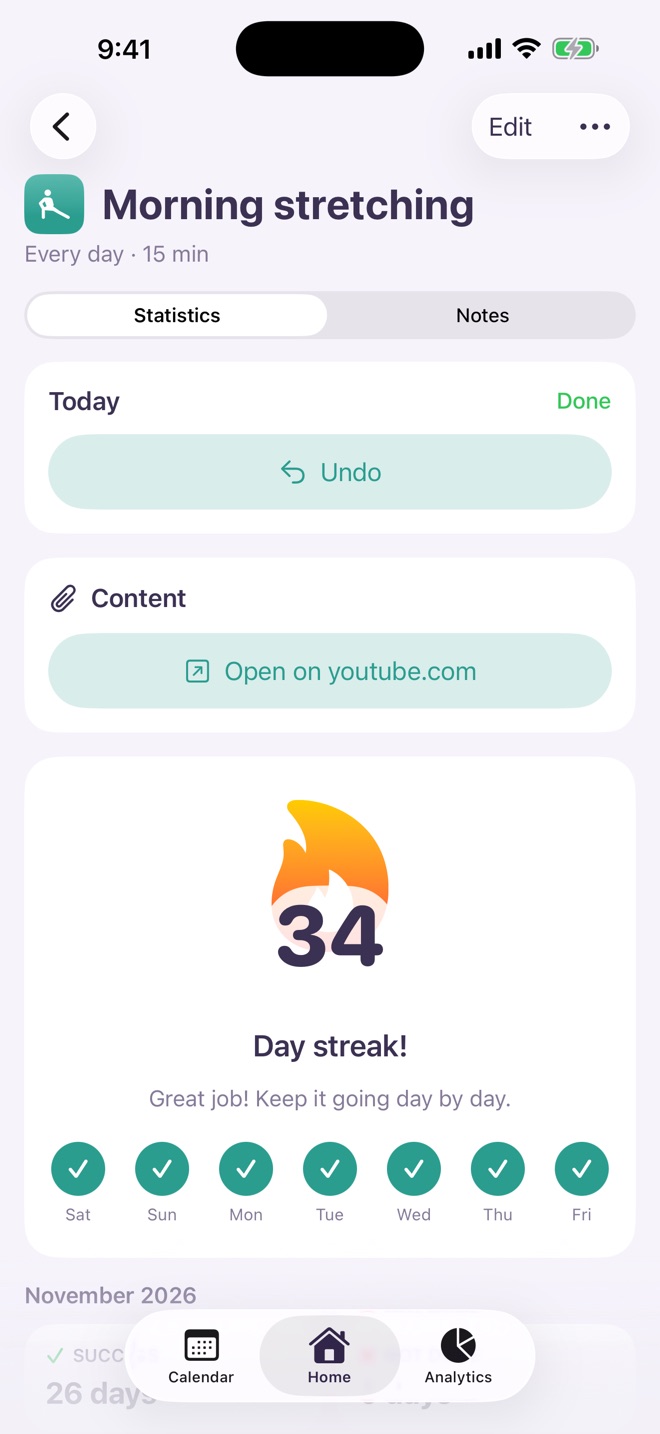 9:41
Edit
Morning stretching
Every day · 15 min
Statistics Notes
Today Done
Undo
Content
Open on youtube.com
34
Day streak!
Great job! Keep it going day by day.
Sat Sun Mon Tue Wed Thu Fri
November 2026
SUCC
26 days
days
Calendar Home Analytics